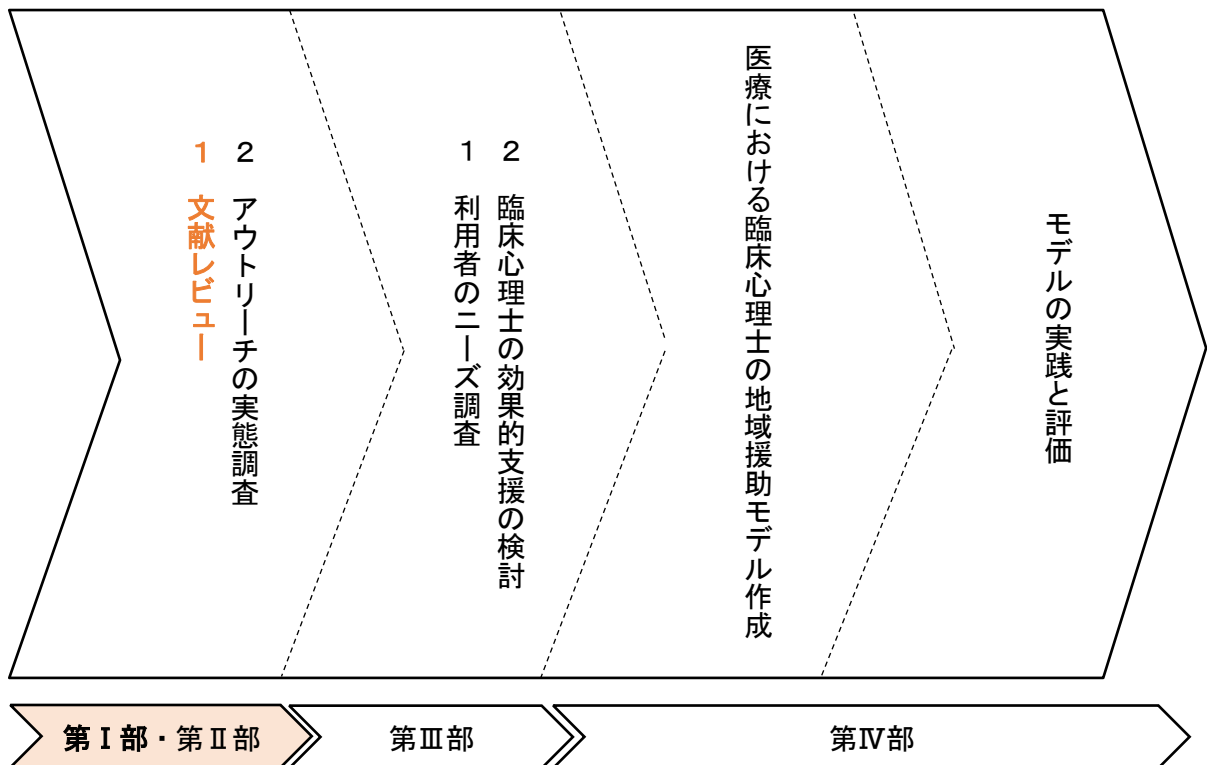 1 文献レビュー
2 アウトリーチの実態調査
1 利用者のニーズ調査
2 臨床心理士の効果的支援の検討
医療における臨床心理士の地域援助モデル作成
モデルの実践と評価
第Ⅰ部・第Ⅱ部
第Ⅲ部
第Ⅳ部